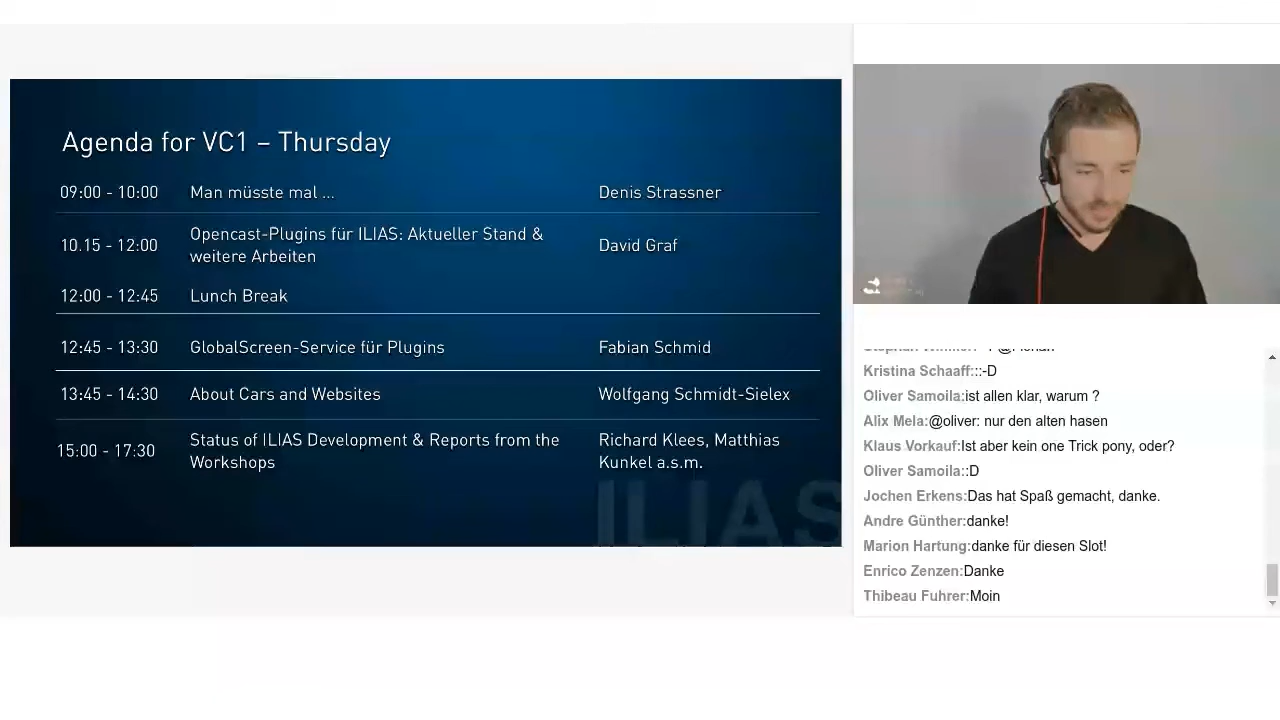 Agenda for VC1 – Thursday
09:00 - 10:00 Man müsste mal ... Denis Strassner
10.15 - 12:00 Opencast-Plugins für ILIAS: Aktueller Stand &
weitere Arbeiten David Graf
12:00 - 12:45 Lunch Break
12:45 - 13:30 GlobalScreen-Service für Plugins Fabian Schmid
13:45 - 14:30 About Cars and Websites Wolfgang Schmidt-Sielex
15:00 - 17:30 Status of ILIAS Development & Reports from the Richard Klees, Matthias
Workshops Kunkel a.s.m.
ILIAS
Kristina Schaaff:::-D
Oliver Samoila:ist allen klar, warum ?
Alix Mela:@oliver: nur den alten hasen
Klaus Vorkauf:Ist aber kein one Trick pony, oder?
Oliver Samoila::D
Jochen Erkens:Das hat Spaß gemacht, danke.
Andre Günther:danke!
Marion Hartung:danke für diesen Slot!
Enrico Zenzen:Danke
Thibeau Fuhrer:Moin